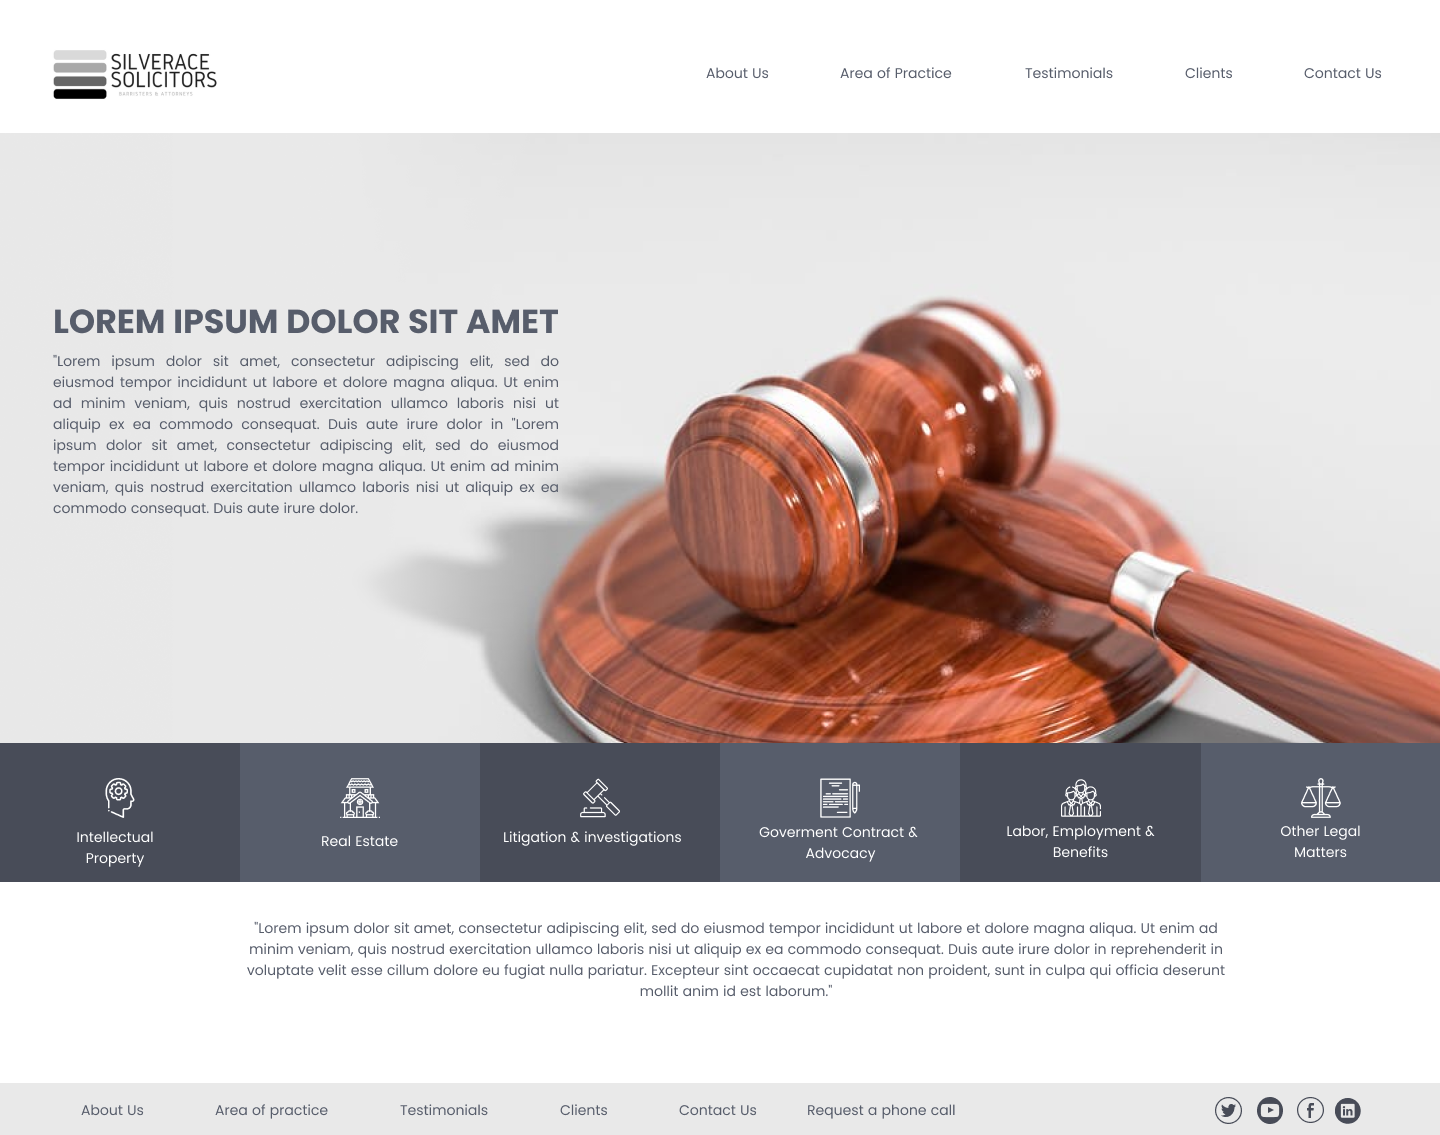 SILVERACE
SOLICITORS
BARRISTERS & ATTORNEYS
About Us
Area of Practice
Testimonials
Clients
Contact Us
LOREM IPSUM DOLOR SIT AMET
"Lorem ipsum dolor sit amet, consectetur adipiscing elit, sed do
eiusmod tempor incididunt ut labore et dolore magna aliqua. Ut enim
ad minim veniam, quis nostrud exercitation ullamco laboris nisi ut
aliquip ex ea commodo consequat. Duis aute irure dolor in "Lorem
ipsum dolor sit amet, consectetur adipiscing elit, sed do eiusmod
tempor incididunt ut labore et dolore magna aliqua. Ut enim ad minim
veniam, quis nostrud exercitation ullamco laboris nisi ut aliquip ex ea
commodo consequat. Duis aute irure dolor.
Intellectual
Property
Real Estate
Litigation & investigations
Goverment Contract &
Advocacy
Labor, Employment &
Benefits
Other Legal
Matters
"Lorem ipsum dolor sit amet, consectetur adipiscing elit, sed do eiusmod tempor incididunt ut labore et dolore magna aliqua. Ut enim ad
minim veniam, quis nostrud exercitation ullamco laboris nisi ut aliquip ex ea commodo consequat. Duis aute irure dolor in reprehenderit in
voluptate velit esse cillum dolore eu fugiat nulla pariatur. Excepteur sint occaecat cupidatat non proident, sunt in culpa qui officia deserunt
mollit anim id est laborum."
About Us
Area of practice
Testimonials
Clients
Contact Us
Request a phone call